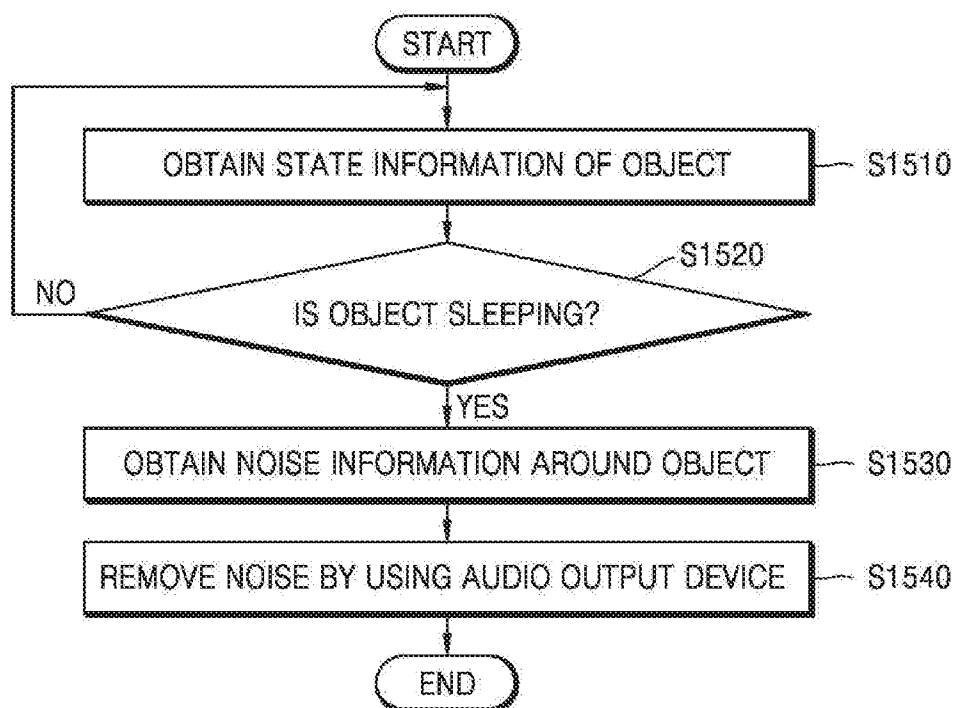 START
OBTAIN STATE INFORMATION OF OBJECT
S1510
S1520
NO
IS OBJECT SLEEPING?
YES
OBTAIN NOISE INFORMATION AROUND OBJECT
S1530
REMOVE NOISE BY USING AUDIO OUTPUT DEVICE
S1540
END